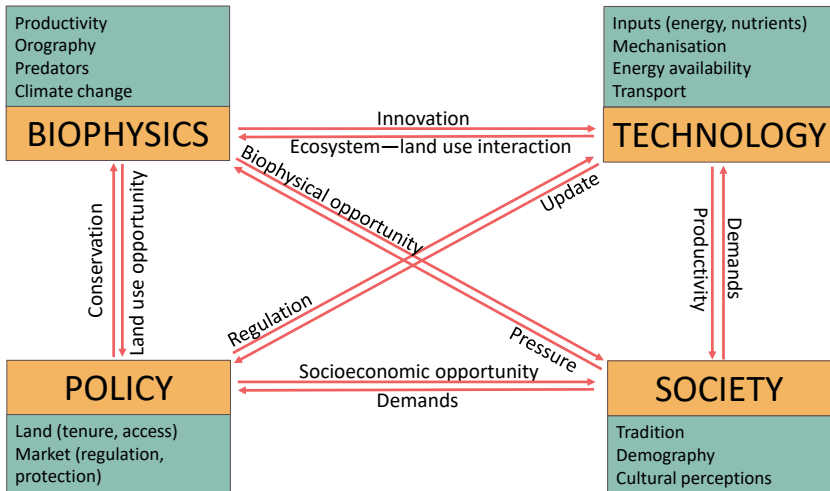 Productivity
Orography
Predators
Climate change
BIOPHYSICS
Inputs (energy, nutrients)
Mechanisation
Energy availability
Transport
TECHNOLOGY
Innovation
Ecosystem—land use interaction
Biophysical opportunity
Update
Conservation
Land use opportunity
Productivity
Demands
Regulation
Pressure
POLICY
Socioeconomic opportunity
Demands
SOCIETY
Land (tenure, access)
Market (regulation,
protection)
Tradition
Demography
Cultural perceptions